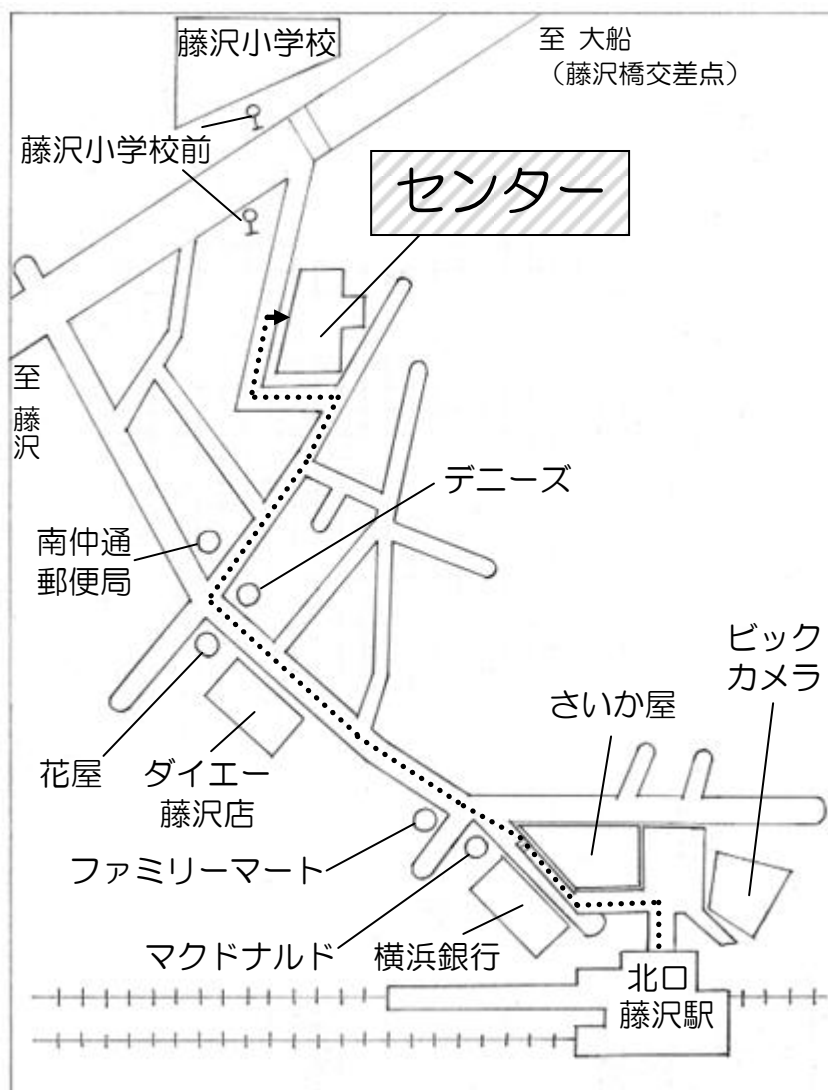 藤沢小学校
至 大船
（藤沢橋交差点）
藤沢小学校前
センター
至 藤沢
デニーズ
南仲通
郵便局
ビック
カメラ
さいか屋
花屋
ダイエー
藤沢店
ファミリーマート
マクドナルド
横浜銀行
北口
藤沢駅